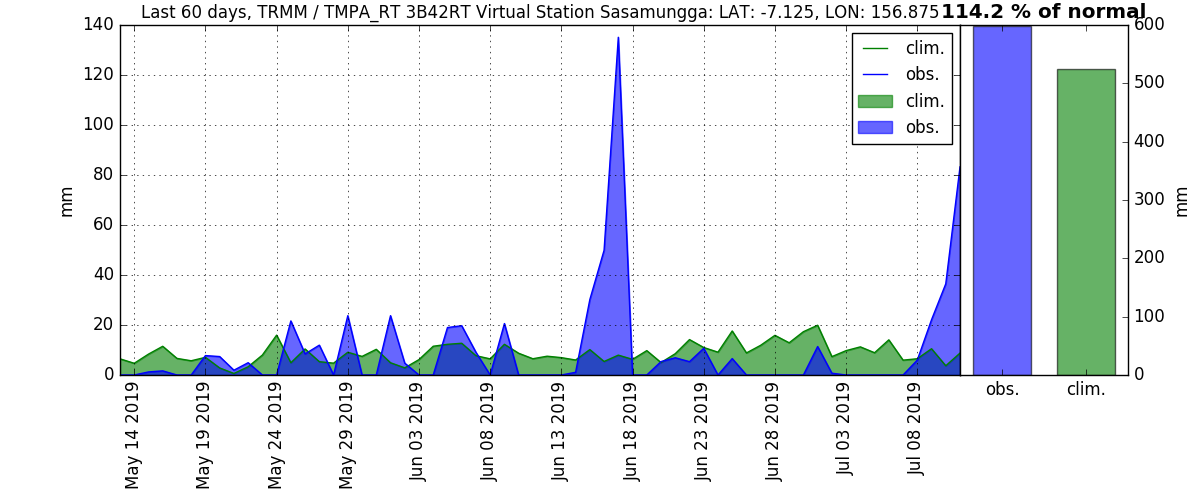 Last 60 days, TRMM / TMPA_RT 3B42RT Virtual Station Sasamungga: LAT: -7.125, LON: 156.875
114.2 % of normal
mm
140
120
100
80
60
40
20
0
clim.
obs.
clim.
obs.
May 14 2019
May 19 2019
May 24 2019
May 29 2019
Jun 03 2019
Jun 08 2019
Jun 13 2019
Jun 18 2019
Jun 23 2019
Jun 28 2019
Jul 03 2019
Jul 08 2019
600
500
400
300
200
100
0
mm
obs.
clim.